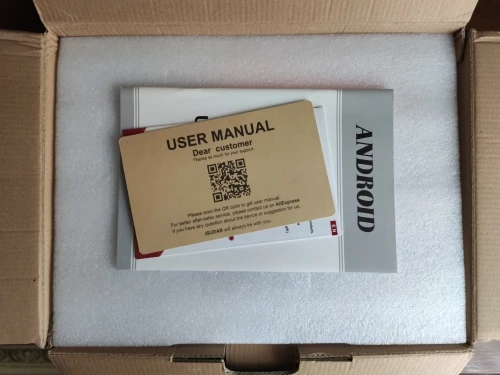 USER MANUAL
Dear customer
Thanks so much for your support
Please scan the QR code to get user manual
For better after-sales service, please contact us on AliExpress
if you have any question about the device or suggestion for us.
ISUDAR will always be with you.
ANDROID